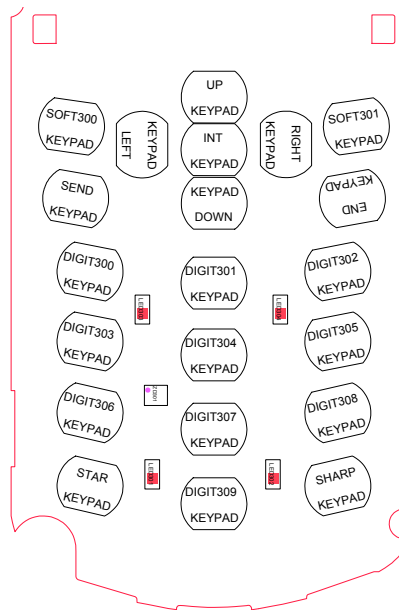 UP
KEYPAD
SOFT300
KEYPAD
KEYPAD
LEFT
INT
KEYPAD
RIGHT
KEYPAD
SOFT301
KEYPAD
SEND
KEYPAD
KEYPAD
DOWN
END
KEYPAD
DIGIT300
KEYPAD
DIGIT301
KEYPAD
DIGIT302
KEYPAD
DIGIT303
KEYPAD
DIGIT304
KEYPAD
DIGIT305
KEYPAD
DIGIT306
KEYPAD
DIGIT307
KEYPAD
DIGIT308
KEYPAD
STAR
KEYPAD
LED302
DIGIT309
KEYPAD
SHARP
KEYPAD